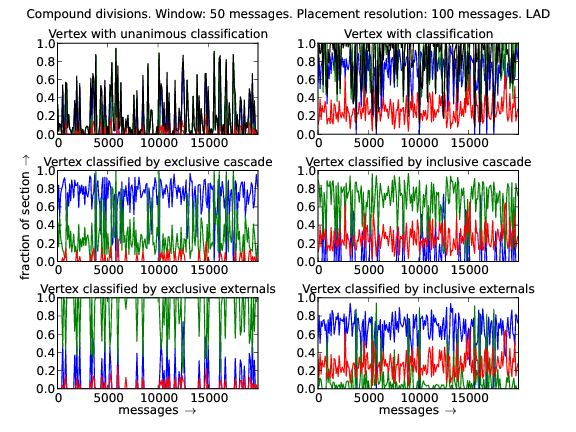 Compound divisions. Window: 50 messages. Placement resolution: 100 messages. LAD
Vertex with unanimous classification
Vertex with classification
1.0
0.8
0.6
0.4
0.2
0.0
0 5000 10000 15000
1.0
0.8
0.6
0.4
0.2
0.0
0 5000 10000 15000
Vertex classified by exclusive cascade
Vertex classified by inclusive cascade
fraction of section →
1.0
0.8
0.6
0.4
0.2
0.0
0 5000 10000 15000
1.0
0.8
0.6
0.4
0.2
0.0
0 5000 10000 15000
Vertex classified by exclusive externals
Vertex classified by inclusive externals
1.0
0.8
0.6
0.4
0.2
0.0
0 5000 10000 15000
messages →
1.0
0.8
0.6
0.4
0.2
0.0
0 5000 10000 15000
messages →